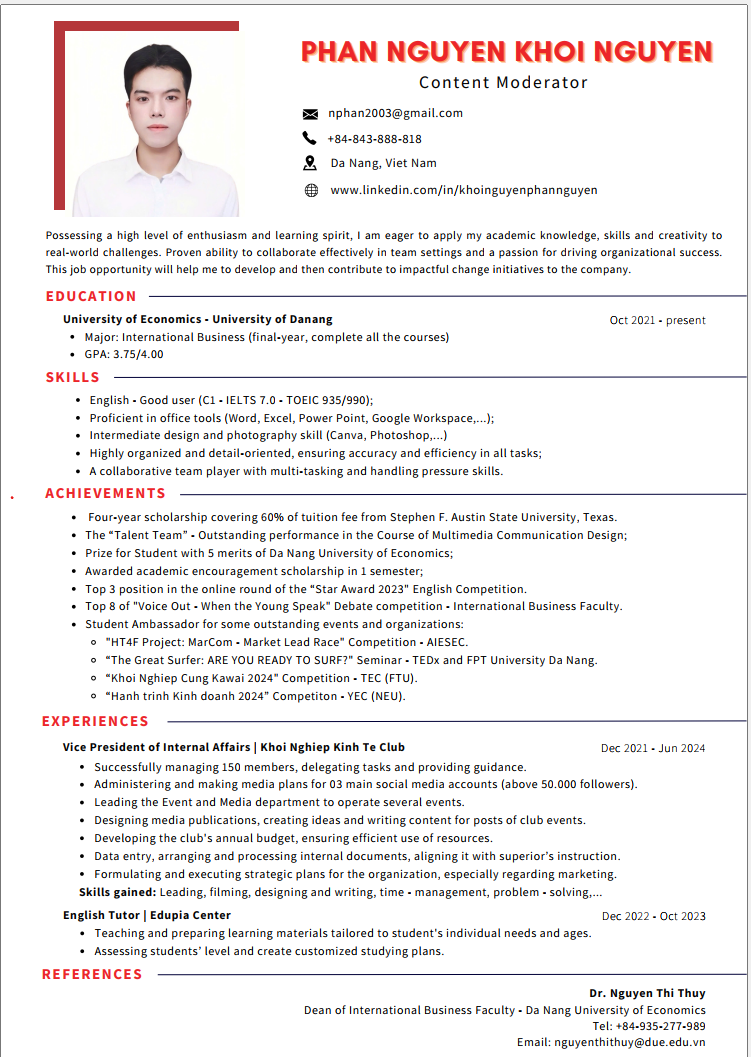 PHAN NGUYEN KHOI NGUYEN
Content Moderator
nphan2003@gmail.com
+84-843-888-818
Da Nang, Viet Nam
www.linkedin.com/in/khoinguyenphannguyen
Possessing a high level of enthusiasm and learning spirit, I am eager to apply my academic knowledge, skills and creativity to
real-world challenges. Proven ability to collaborate effectively in team settings and a passion for driving organizational success.
This job opportunity will help me to develop and then contribute to impactful change initiatives to the company.
EDUCATION
University of Economics - University of Danang Oct 2021 - present
• Major: International Business (final-year, complete all the courses)
• GPA: 3.75/4.00
SKILLS
• English - Good user (C1 - IELTS 7.0 - TOEIC 935/990);
• Proficient in office tools (Word, Excel, Power Point, Google Workspace,...);
• Intermediate design and photography skill (Canva, Photoshop,...)
• Highly organized and detail-oriented, ensuring accuracy and efficiency in all tasks;
• A collaborative team player with multi-tasking and handling pressure skills.
. ACHIEVEMENTS
• Four-year scholarship covering 60% of tuition fee from Stephen F. Austin State University, Texas.
• The “Talent Team” - Outstanding performance in the Course of Multimedia Communication Design;
• Prize for Student with 5 merits of Da Nang University of Economics;
• Awarded academic encouragement scholarship in 1 semester;
• Top 3 position in the online round of the “Star Award 2023" English Competition.
• Top 8 of "Voice Out - When the Young Speak" Debate competition - International Business Faculty.
• Student Ambassador for some outstanding events and organizations:
◦ "HT4F Project: MarCom - Market Lead Race" Competition - AIESEC.
◦ “The Great Surfer: ARE YOU READY TO SURF?" Seminar - TEDx and FPT University Da Nang.
◦ “Khoi Nghiep Cung Kawai 2024" Competition - TEC (FTU).
◦ “Hanh trinh Kinh doanh 2024” Competiton - YEC (NEU).
EXPERIENCES
Vice President of Internal Affairs | Khoi Nghiep Kinh Te Club Dec 2021 - Jun 2024
• Successfully managing 150 members, delegating tasks and providing guidance.
• Administering and making media plans for 03 main social media accounts (above 50.000 followers).
• Leading the Event and Media department to operate several events.
• Designing media publications, creating ideas and writing content for posts of club events.
• Developing the club's annual budget, ensuring efficient use of resources.
• Data entry, arranging and processing internal documents, aligning it with superior’s instruction.
• Formulating and executing strategic plans for the organization, especially regarding marketing.
Skills gained: Leading, filming, designing and writing, time - management, problem - solving,...
English Tutor | Edupia Center Dec 2022 - Oct 2023
• Teaching and preparing learning materials tailored to student's individual needs and ages.
• Assessing students’ level and create customized studying plans.
REFERENCES
Dr. Nguyen Thi Thuy
Dean of International Business Faculty - Da Nang University of Economics
Tel: +84-935-277-989
Email: nguyenthithuy@due.edu.vn